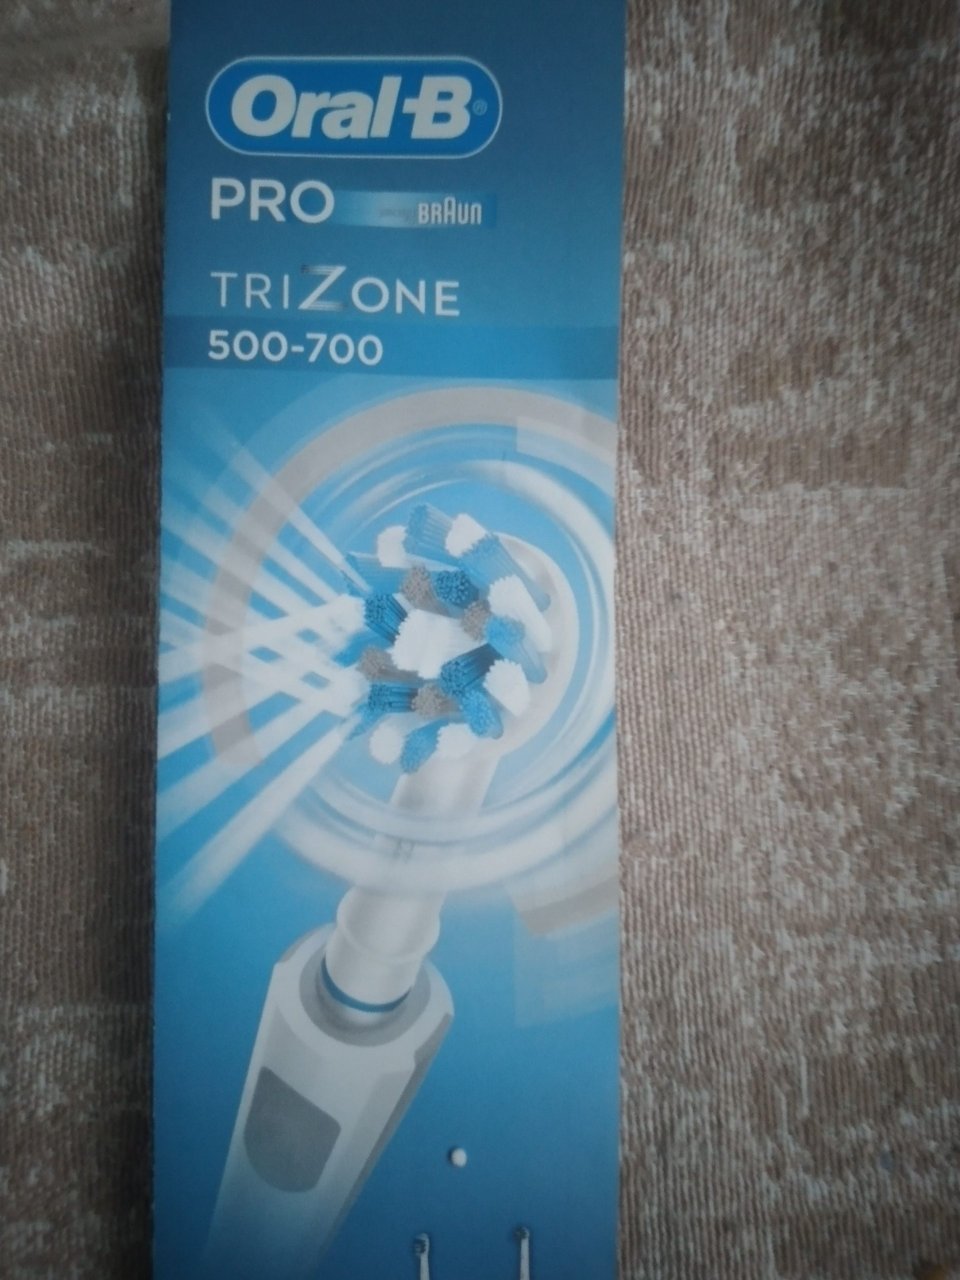 Oral-B®
PRO BRAUN
TRIZONE
500-700